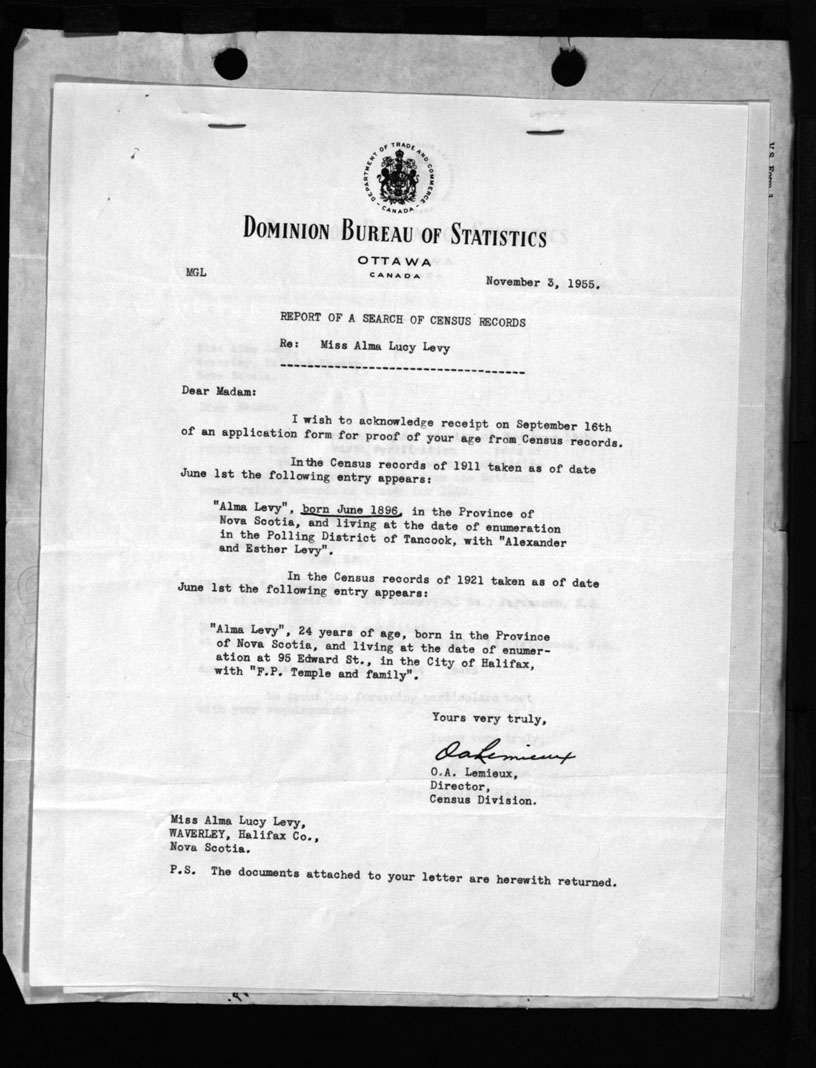 DEPARTMENT OF TRADE AND COMMERCE
CANADA
DOMINION BUREAU OF STATISTICS
OTTAWA
CANADA
MGL
November 3, 1955.
REPORT OF A SEARCH OF CENSUS RECORDS
Re: Miss Alma Lucy Levy
Dear Madam:
I wish to acknowledge receipt on September 16th
of an application form for proof of your age from Census records.
Inthe Census records of 1911 taken as of date
June 1st the following entry appears:
"Alma Levy", born June 1896, in the Province of
Nova Scotia, and living at the date of enumeration
in the Polling District of Tancook, with "Alexander
and Esther Levy".
In the Census records of 1921 taken as of date
June 1st the following entry appears:
"Alma Levy", 24 years of age, born in the Province
of Nova Scotia, and living at the date of enumer-
ation at 95 Edward St., in the City of Halifax,
with "F.P. Temple and family".
Yours very truly,
OALemieux
O.A. Lemieux,
Director,
Census Division.
Miss Alma Lucy Levy,
WAVERLEY, Halifax Co.,
Nova Scotia.
P.S. The documents attached to your letter are herewith returned.